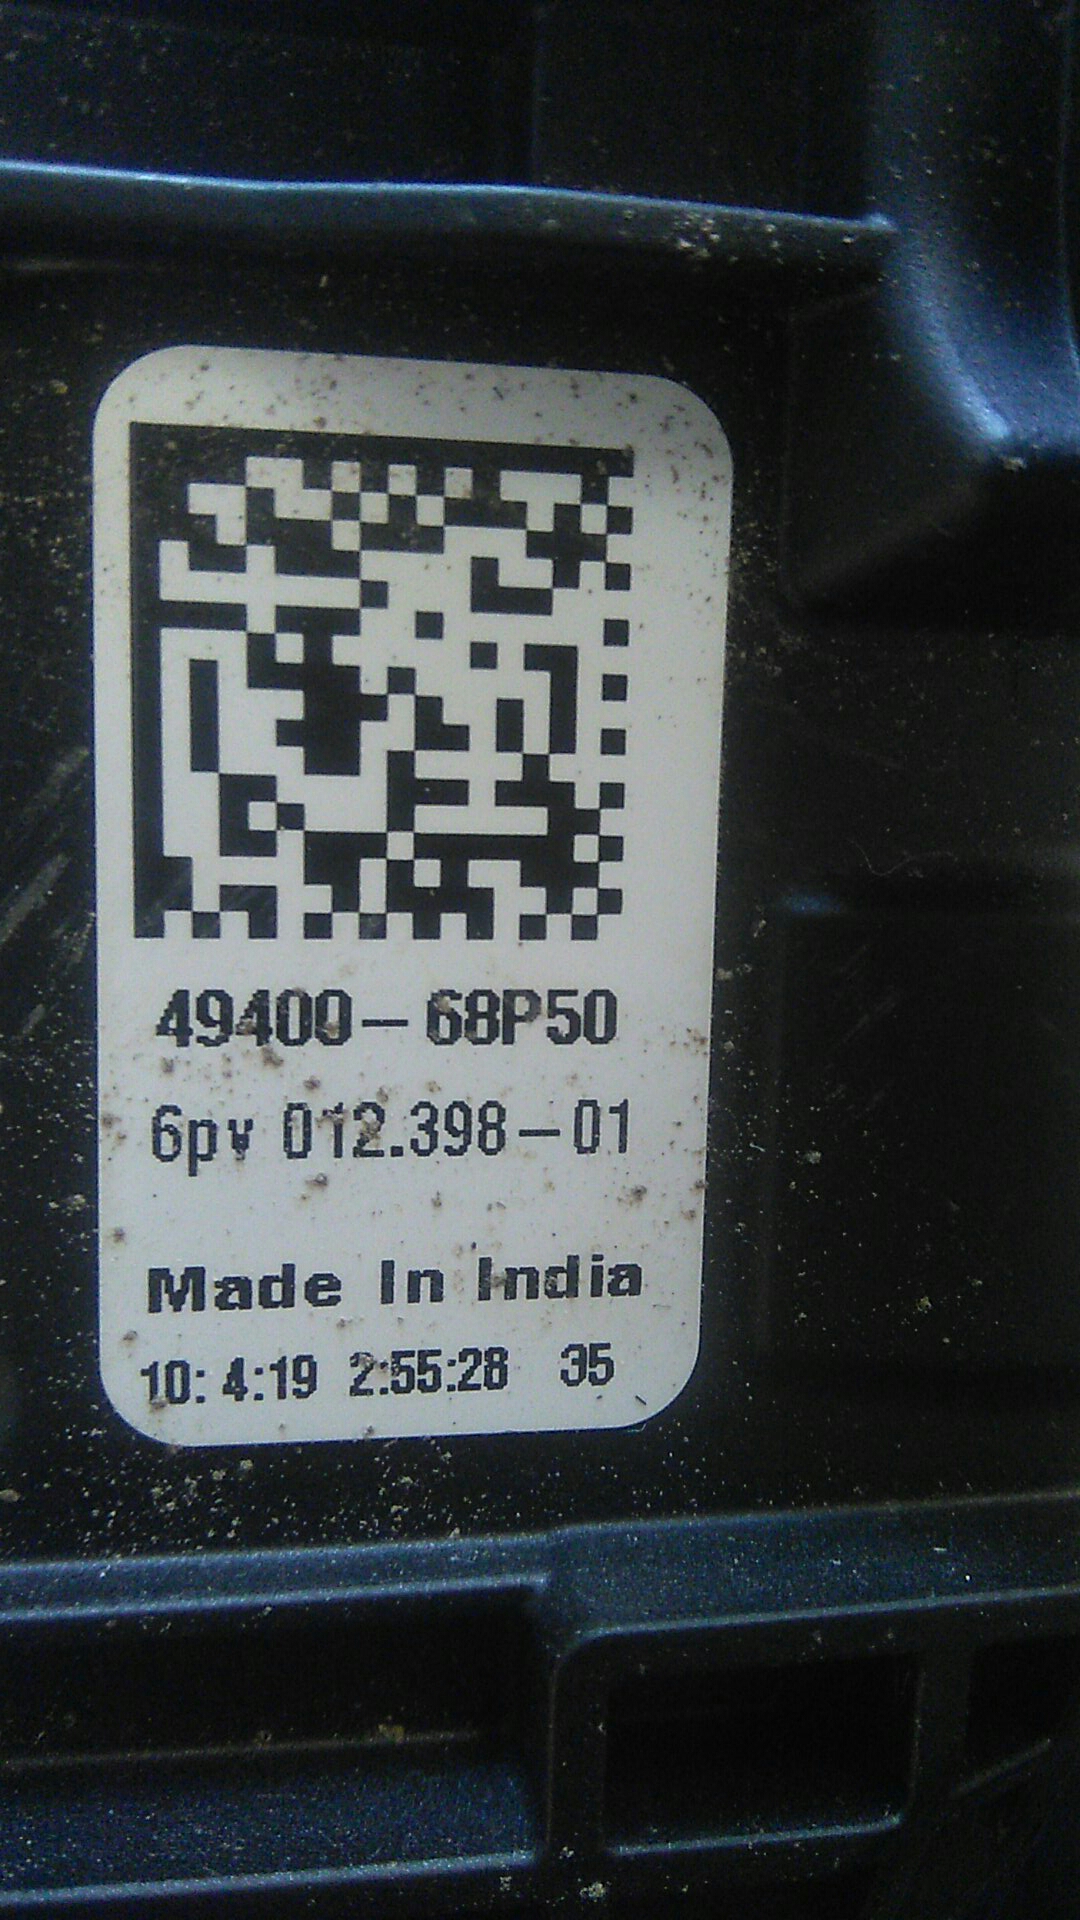 49400-68P50
6pv 012.398-01
Made In India
10: 4:19 2:55:28 35